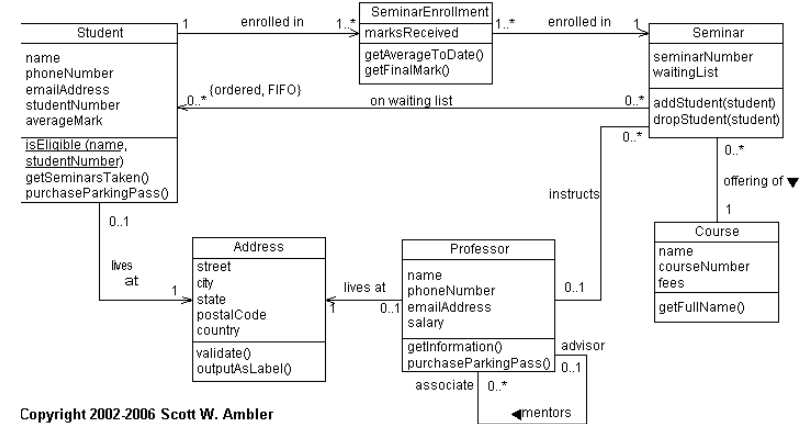 Student
name
phoneNumber
emailAddress
studentNumber
averageMark
isEligible (name,
studentNumber)
getSeminarsTaken()
purchaseParkingPass()
1
enrolled in
1..*
SeminarEnrollment
marksReceived
getAverageToDate()
getFinalMark()
1..*
enrolled in
1
Seminar
seminarNumber
waitingList
addStudent(student)
dropStudent(student)
0..*
{ordered, FIFO}
on waiting list
0..*
0..*
instructs
0..1
0..*
offering of
1
Course
name
courseNumber
fees
getFullName()
0..1
lives
at
1
Address
street
city
state
postalCode
country
validate()
outputAsLabel()
lives at
1
0..1
Professor
name
phoneNumber
emailAddress
salary
getInformation()
purchaseParkingPass()
advisor
0..1
associate
0..*
mentors
Copyright 2002-2006 Scott W. Ambler